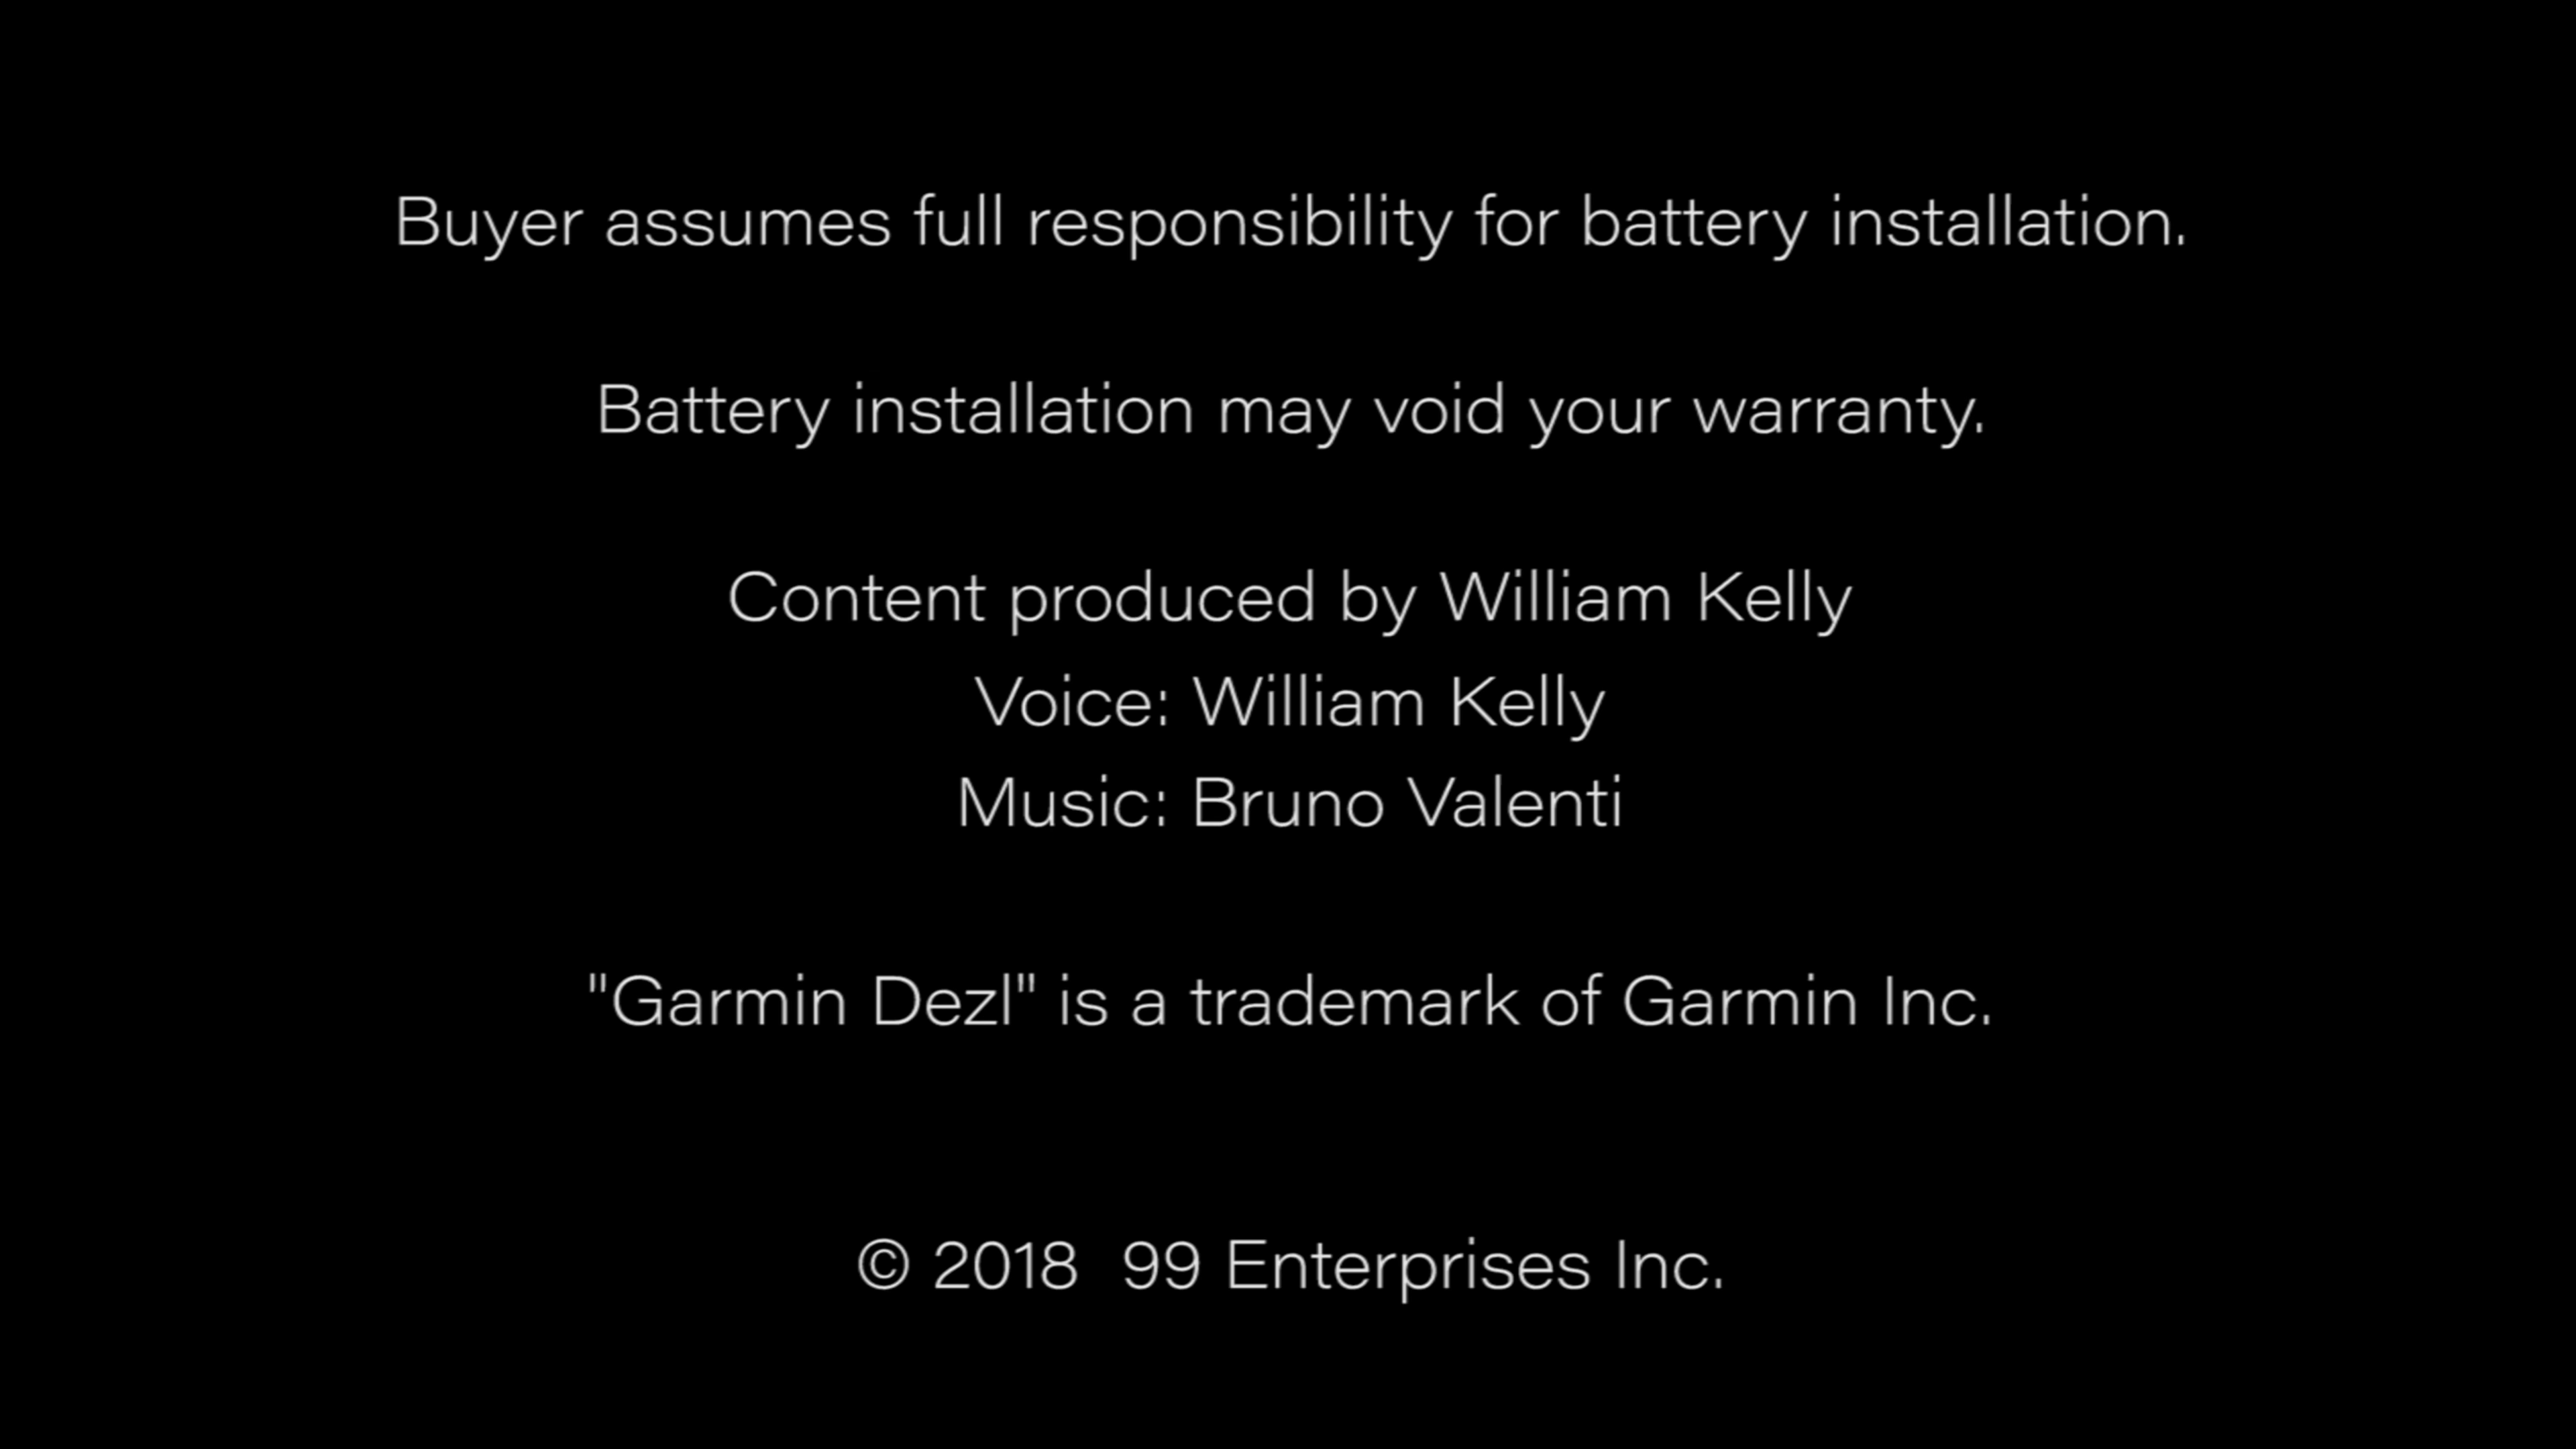 Buyer assumes full responsibility for battery installation.
Battery installation may void your warranty.
Content produced by William Kelly
Voice: William Kelly
Music: Bruno Valenti
"Garmin Dezl" is a trademark of Garmin Inc.
© 2018  99 Enterprises Inc.